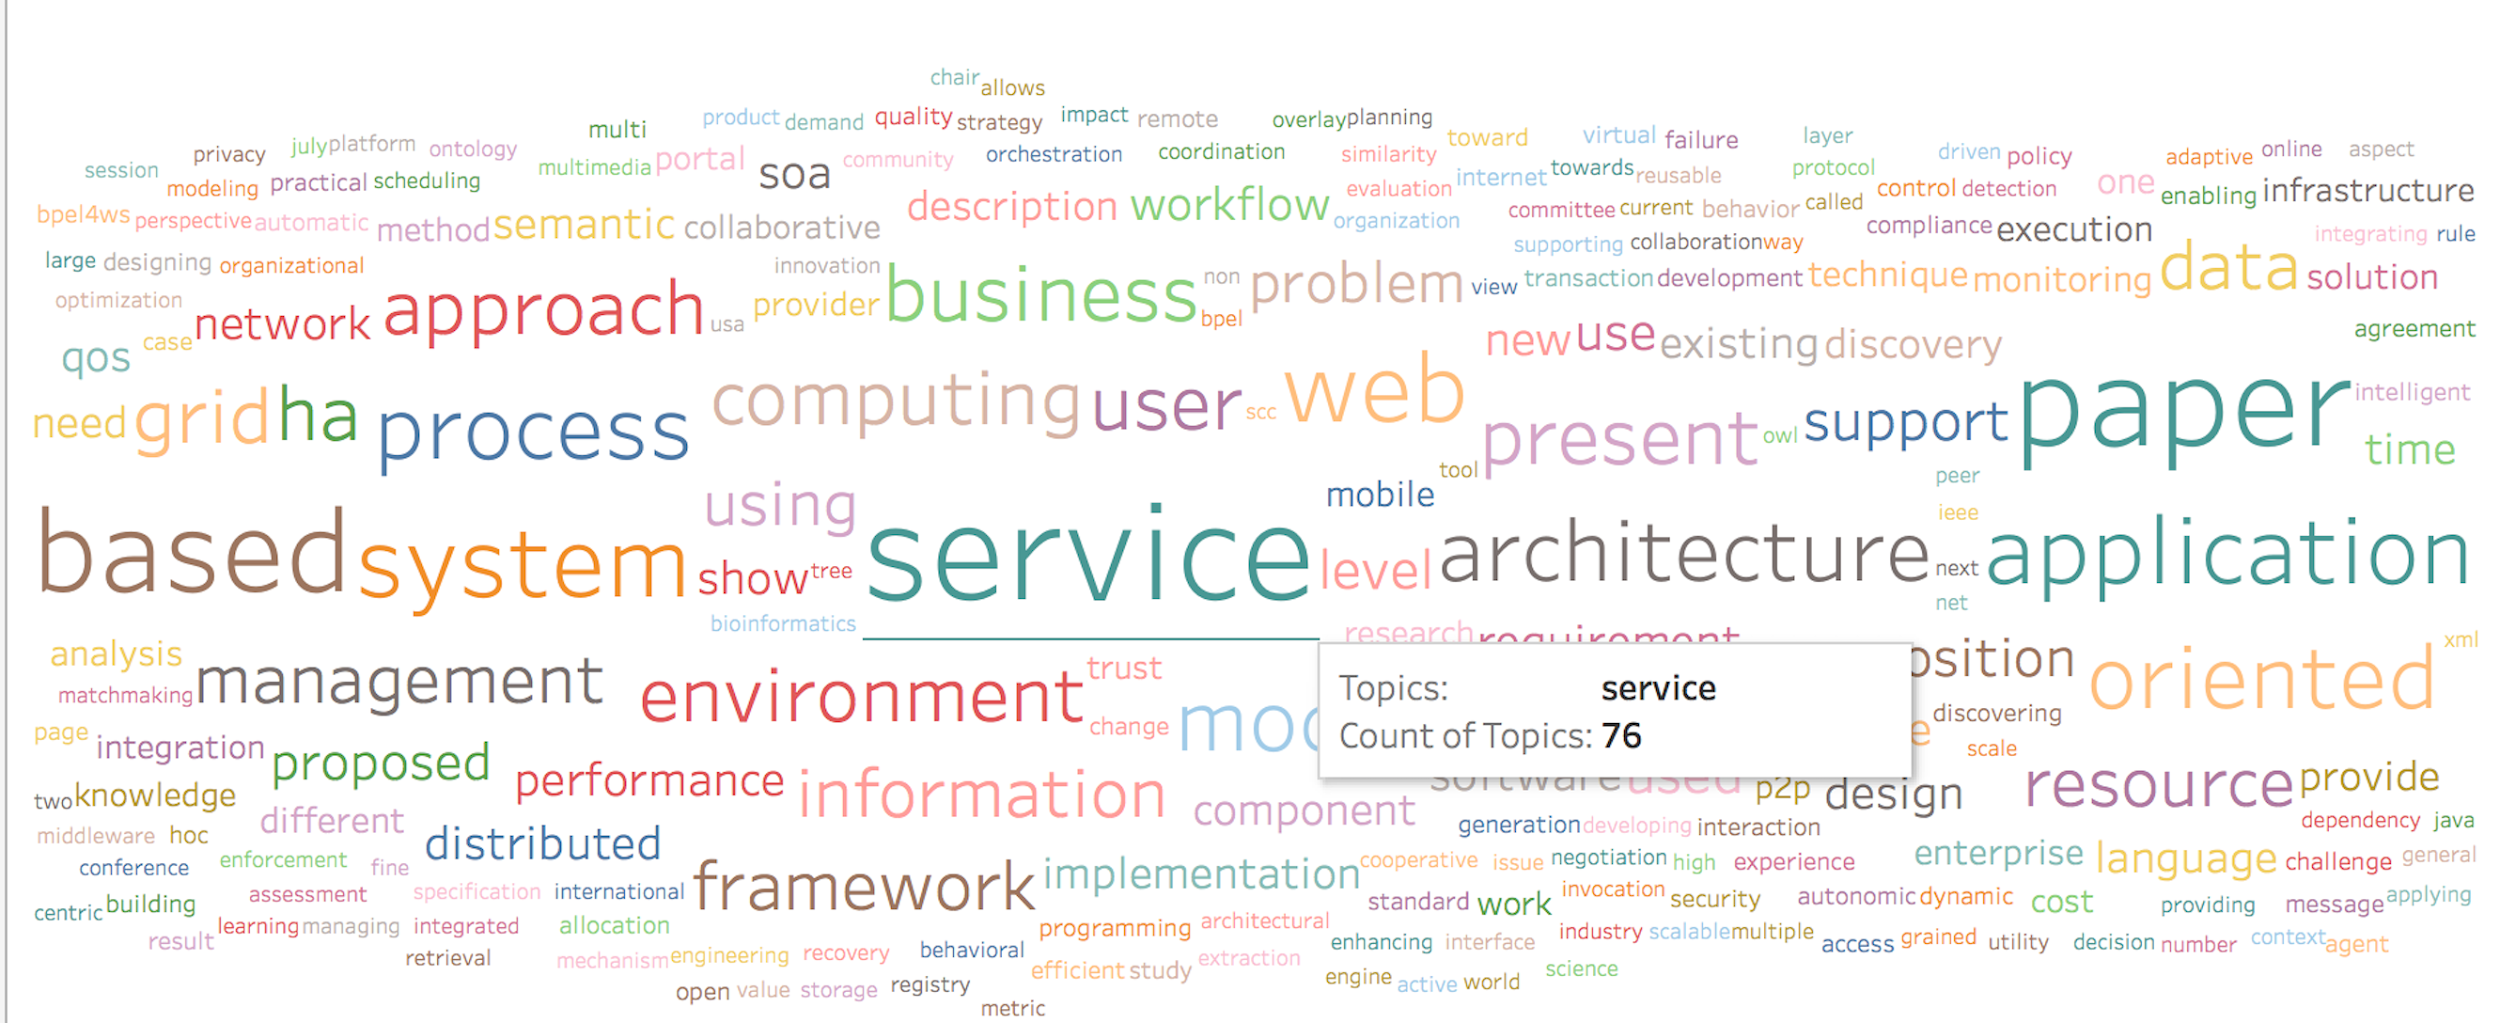 chair allows
product demand quality strategy impact remote overlay planning
multi
toward virtual failure layer
session privacy july platform ontology multimedia portal soa community orchestration coordination similarity internet towards reusable protocol driven policy adaptive online aspect
modeling practical scheduling evaluation control detection one enabling infrastructure
bpel4ws perspective automatic method semantic collaborative description workflow organization committee current behavior called compliance execution
supporting collaboration way integrating rule
large designing organizational innovation non problem view transaction development technique monitoring data solution
optimization network approach usa provider business bpel
qos case new use existing discovery agreement
need grid ha process computing user scc web present owl support paper intelligent
time
using mobile tool peer
ieee
based system show tree service level architecture next application
bioinformatics net
research requirement
analysis management environment trust osition oriented xml
matchmaking
page integration change mod e discovering
scale
Topics: service
Count of Topics: 76
proposed performance information software used p2p design resource provide
two knowledge component
middleware hoc different distributed generation developing interaction dependency java
conference enforcement fine framework implementation cooperative issue negotiation high experience enterprise language challenge general
assessment specification international standard work invocation security autonomic dynamic cost providing message applying
centric building
learning managing integrated allocation programming architectural enhancing interface industry scalable multiple access grained utility decision number context agent
result retrieval mechanism engineering recovery behavioral efficient study extraction engine active world science
open value storage registry
metric